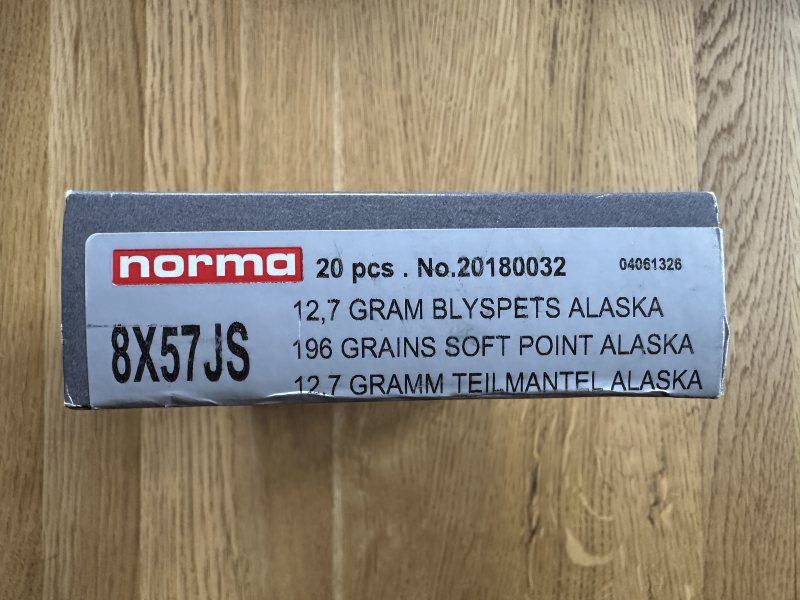 norma 20 pcs . No.20180032 04061326
8X57JS
12,7 GRAM BLYSPETS ALASKA
196 GRAINS SOFT POINT ALASKA
12,7 GRAMM TEILMANTEL ALASKA